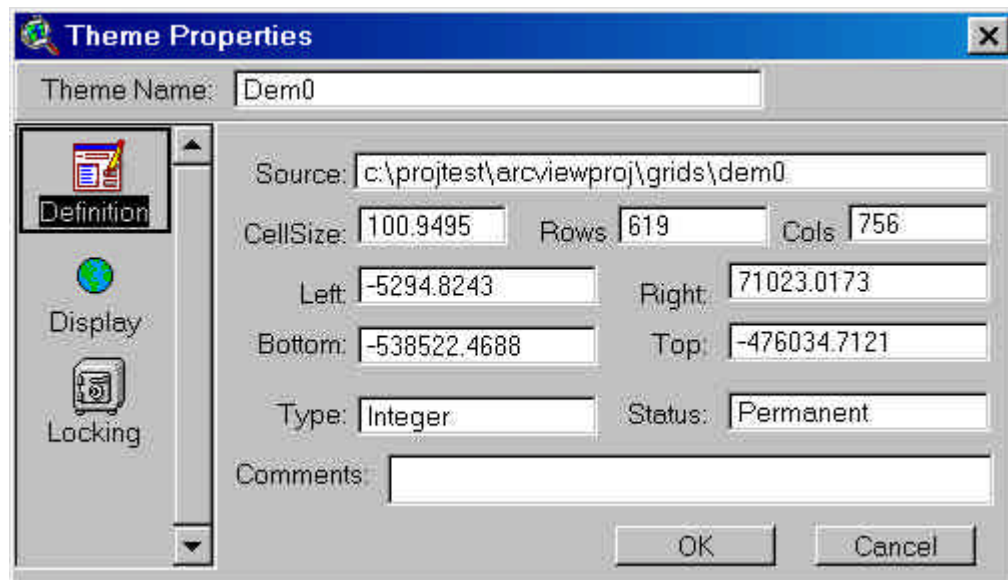 Theme Properties
Theme Name: Dem0
Definition
Display
Locking
Source: c:\projtest\arcviewproj\grids\dem0
CellSize: 100.9495 Rows 619 Cols 756
Left: -5294.8243 Right: 71023.0173
Bottom: -538522.4688 Top: -476034.7121
Type: Integer Status: Permanent
Comments:
OK Cancel